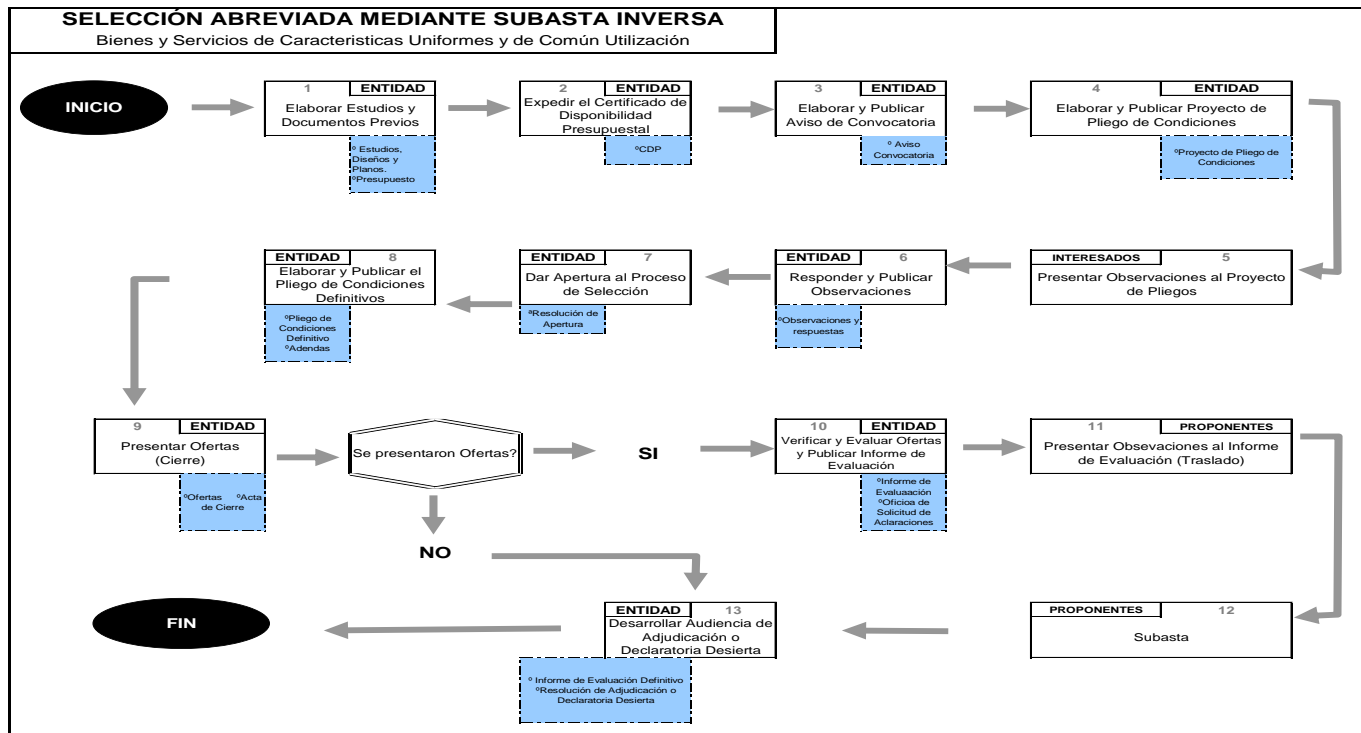 SELECCIÓN ABREVIADA MEDIANTE SUBASTA INVERSA
Bienes y Servicios de Caracteristicas Uniformes y de Común Utilización
INICIO
1 ENTIDAD
Elaborar Estudios y
Documentos Previos
º Estudios,
Diseños y
Planos.
ºPresupuesto
2 ENTIDAD
Expedir el Certificado de
Disponibilidad
Presupuestal
ºCDP
3 ENTIDAD
Elaborar y Publicar
Aviso de Convocatoria
º Aviso
Convocatoria
4 ENTIDAD
Elaborar y Publicar Proyecto de
Pliego de Condiciones
ºProyecto de Pliego de
Condiciones
INTERESADOS 5
Presentar Observaciones al Proyecto
de Pliegos
ENTIDAD 6
Responder y Publicar
Observaciones
ºObservaciones y
respuestas
ENTIDAD 7
Dar Apertura al Proceso
de Selección
ªResolución de
Apertura
ENTIDAD 8
Elaborar y Publicar el
Pliego de Condiciones
Definitivos
ºPliego de
Condiciones
Definitivo
ºAdendas
9 ENTIDAD
Presentar Ofertas
(Cierre)
ºOfertas ºActa
de Cierre
Se presentaron Ofertas?
SI
NO
10 ENTIDAD
Verificar y Evaluar Ofertas
y Publicar Informe de
Evaluación
ºInforme de
Evaluaación
ºOficioa de
Solicitud de
Aclaraciones
11 PROPONENTES
Presentar Obsevaciones al Informe
de Evaluación (Traslado)
PROPONENTES 12
Subasta
ENTIDAD 13
Desarrollar Audiencia de
Adjudicación o
Declaratoria Desierta
º Informe de Evaluación Definitivo
ºResolución de Adjudicación o
Declaratoria Desierta
FIN